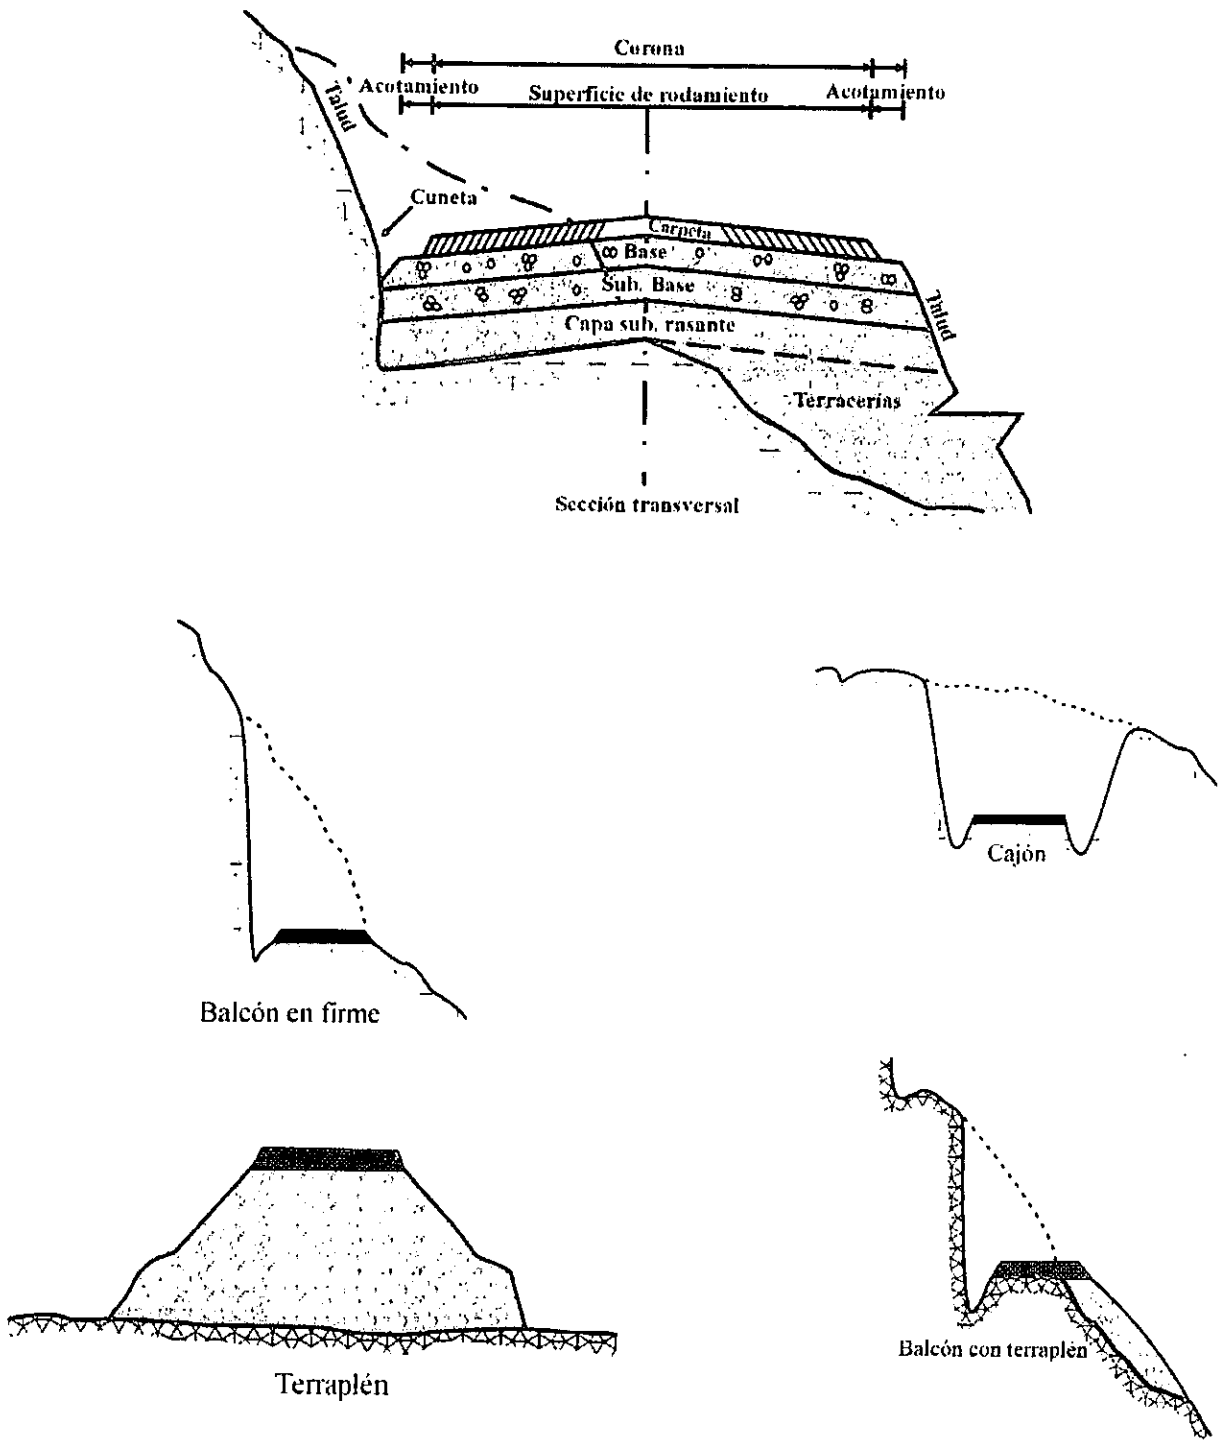 Corona
Acotamiento
Superficie de rodamiento
Acotamiento
Talud
Cuneta
Carpeta
Base
Sub. Base
Capa sub. rasante
Talud
Terracerías
Sección transversal
Balcón en firme
Cajón
Terraplén
Balcón con terraplén